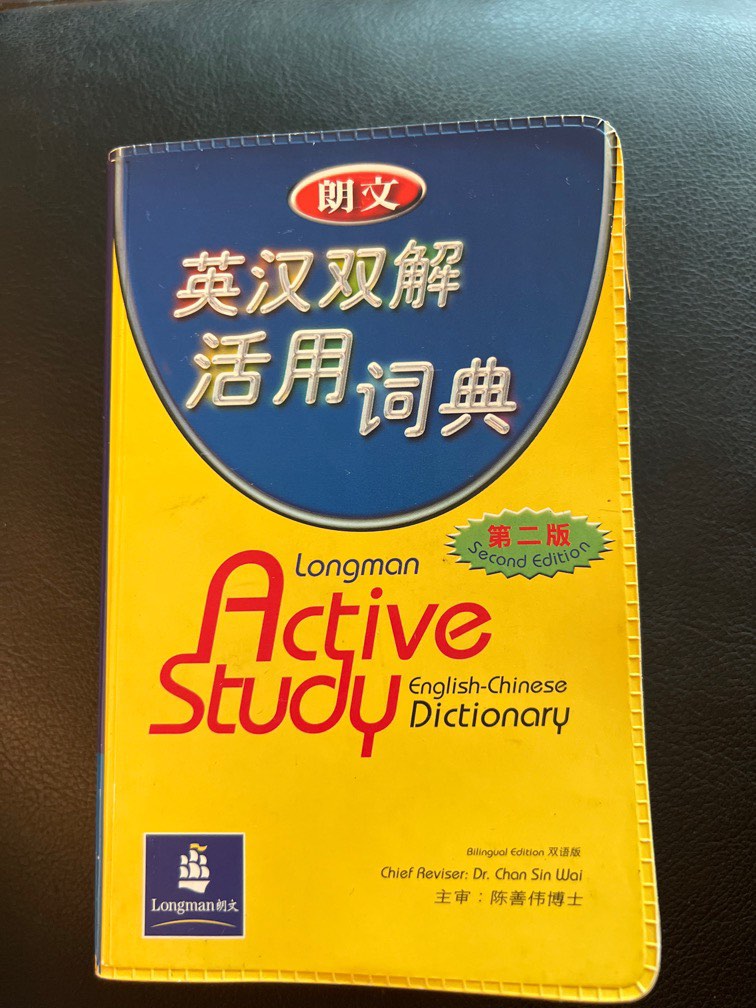 朗文
英汉双解
活用词典
第二版
Second Edition
Longman
Active
Study
English-Chinese
Dictionary
Bilingual Edition 双语版
Chief Reviser: Dr. Chan Sin Wai
主审：陈善伟博士
Longman朗文